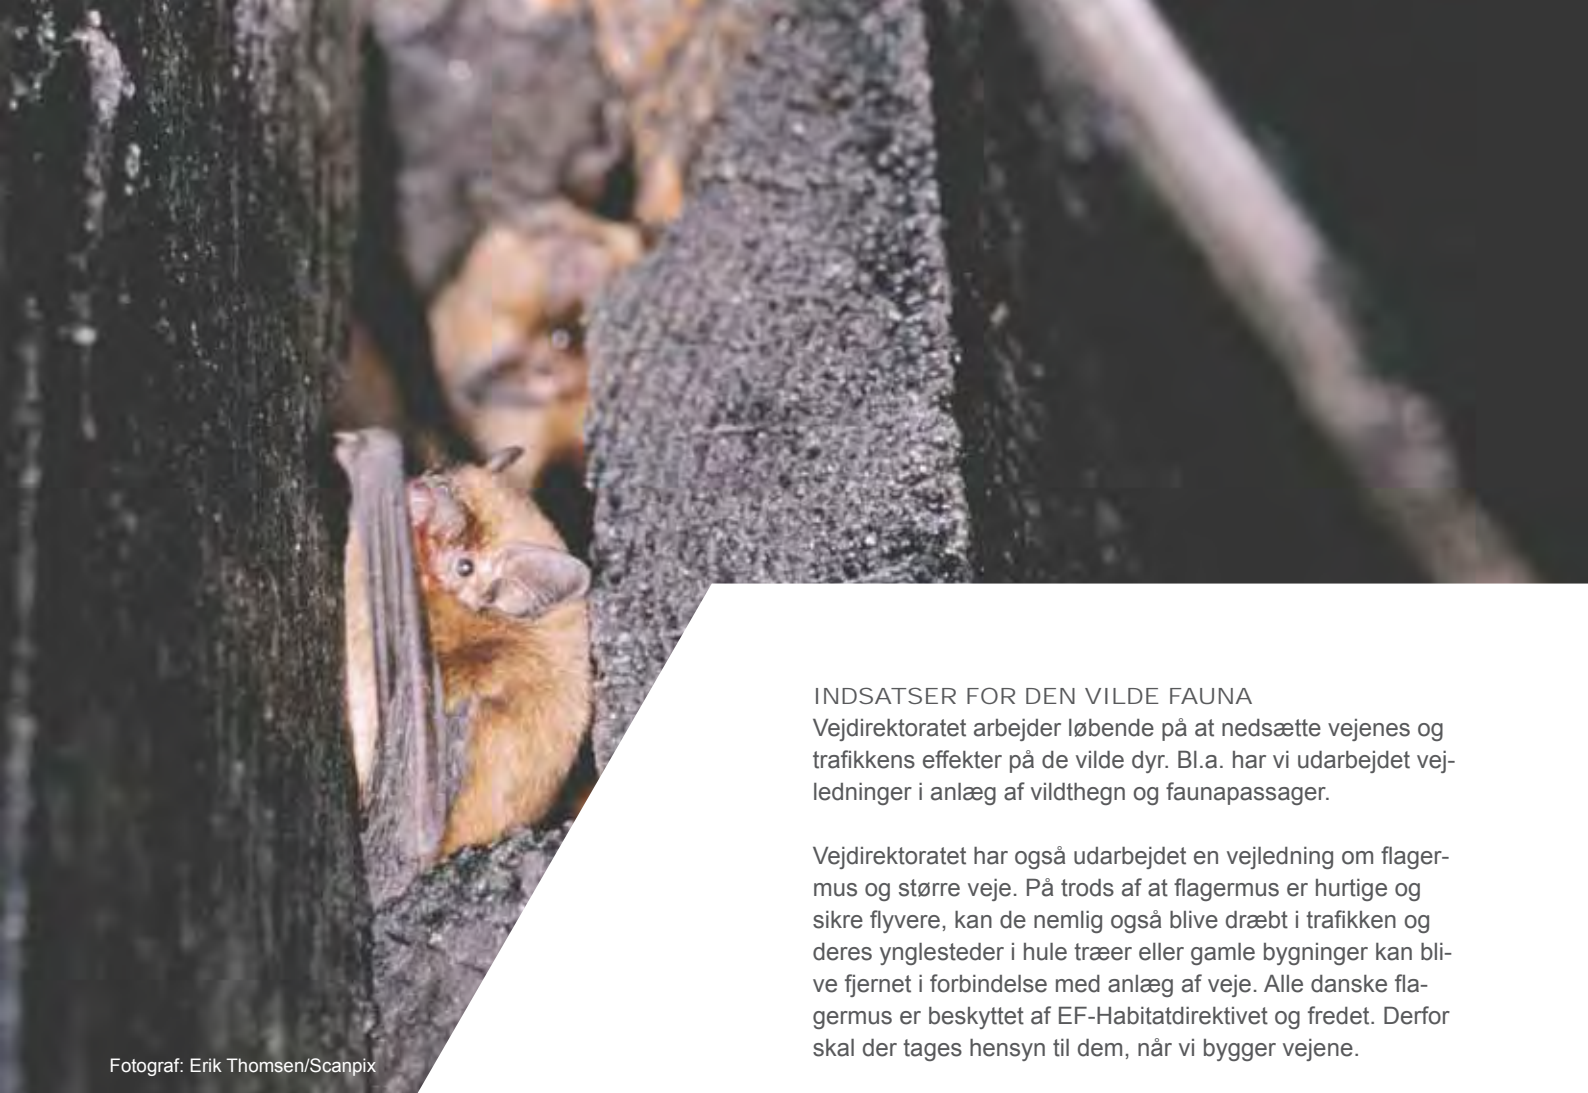 INDSATSER FOR DEN VILDE FAUNA
Vejdirektoratet arbejder løbende på at nedsætte vejenes og
trafikkens effekter på de vilde dyr. Bl.a. har vi udarbejdet vej-
ledninger i anlæg af vildthegn og faunapassager.
Vejdirektoratet har også udarbejdet en vejledning om flager-
mus og større veje. På trods af at flagermus er hurtige og
sikre flyvere, kan de nemlig også blive dræbt i trafikken og
deres ynglesteder i hule træer eller gamle bygninger kan bli-
ve fjernet i forbindelse med anlæg af veje. Alle danske fla-
germus er beskyttet af EF-Habitatdirektivet og fredet. Derfor
skal der tages hensyn til dem, når vi bygger vejene.
Fotograf: Erik Thomsen/Scanpix